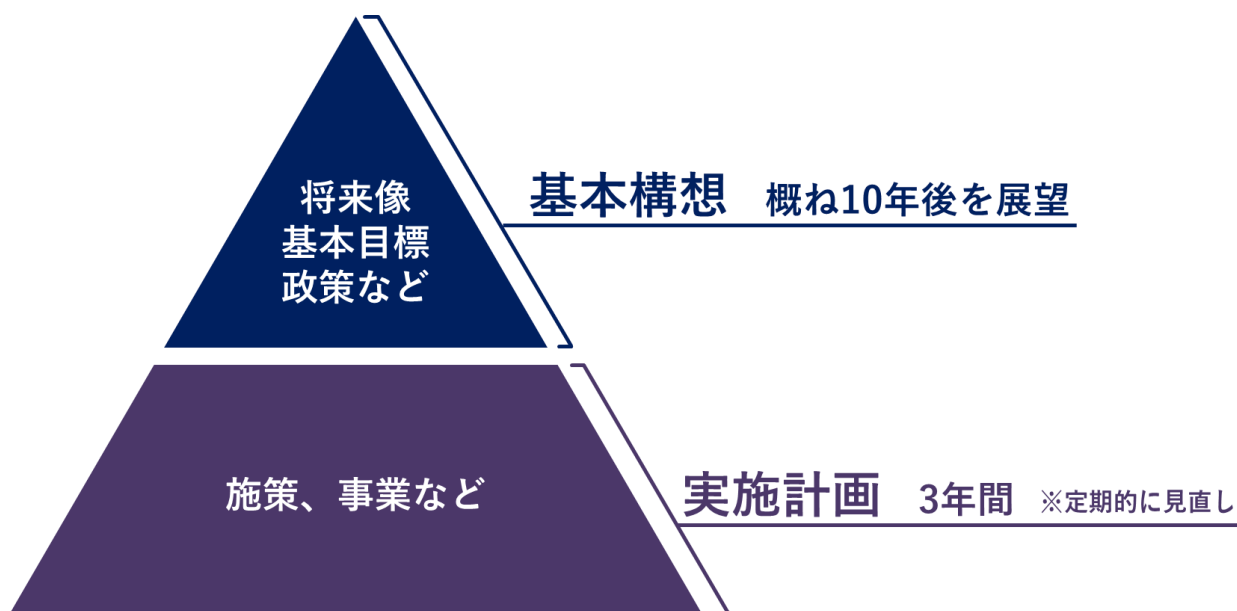 将来像
基本目標
政策など
基本構想 概ね10年後を展望
施策、事業など
実施計画 3年間 ※定期的に見直し